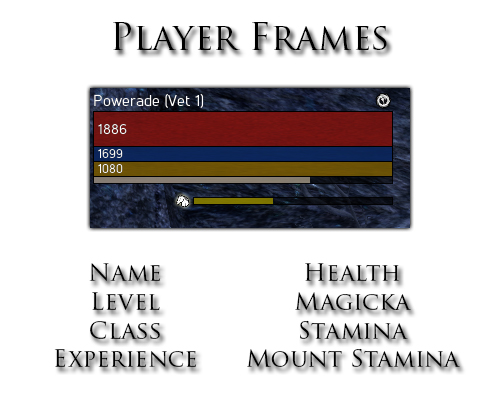 Player Frames
Powerade (Vet 1)
1886
1699
1080
Name
Health
Level
Magicka
Class
Stamina
Experience
Mount Stamina